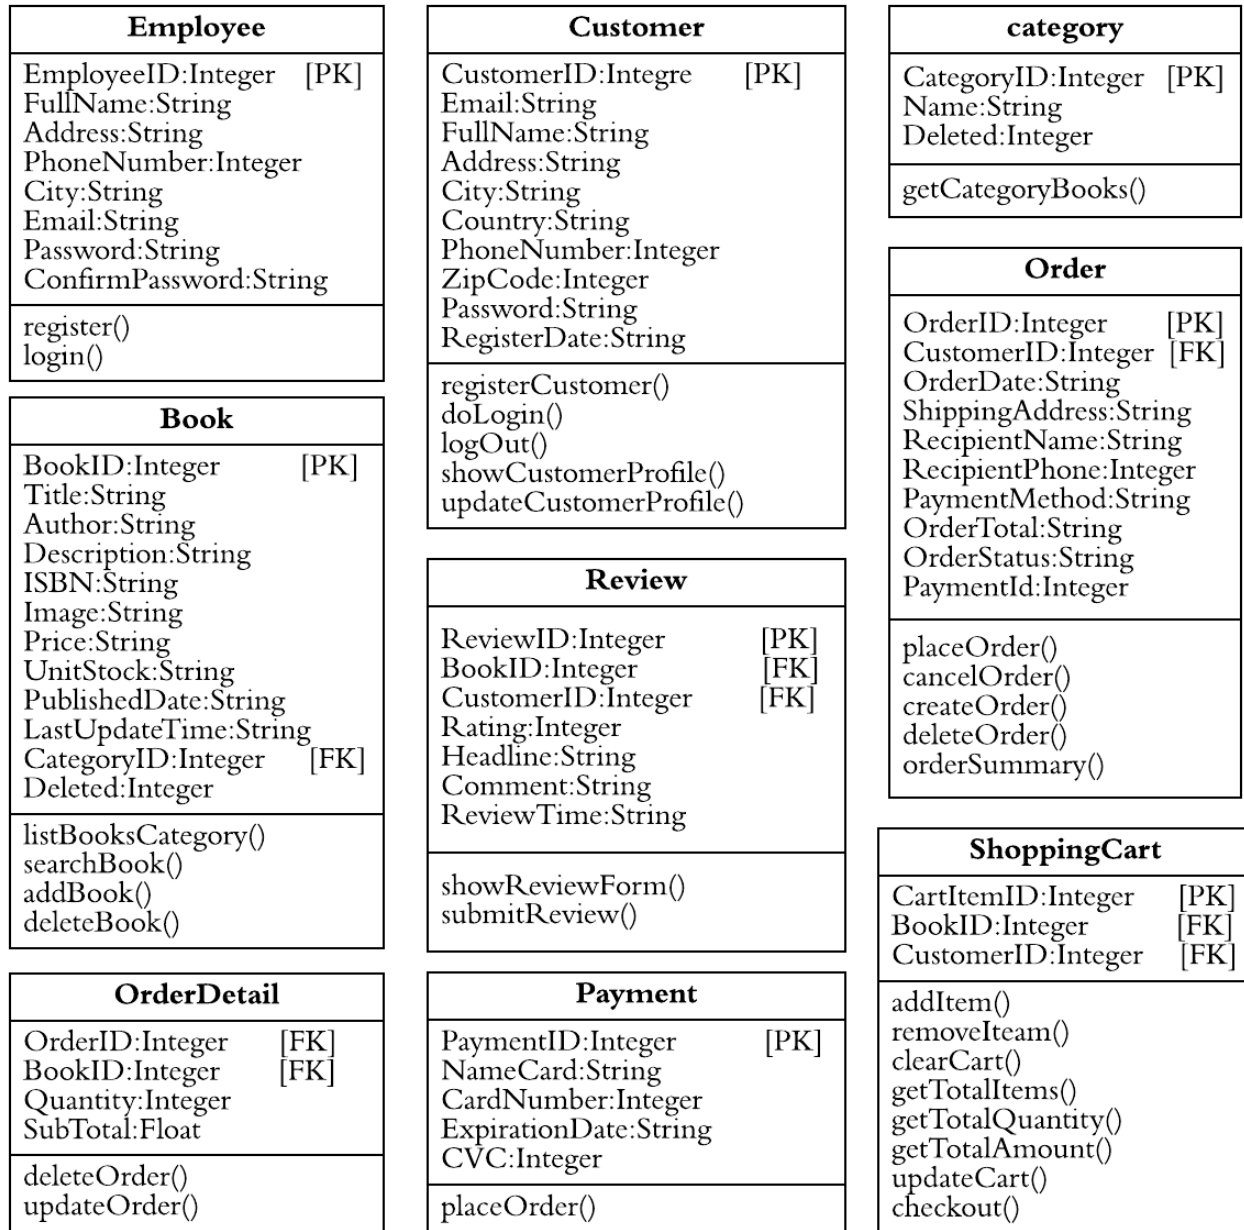 Employee
EmployeeID:Integer [PK]
FullName:String
Address:String
PhoneNumber:Integer
City:String
Email:String
Password:String
ConfirmPassword:String
register()
login()
Book
BookID:Integer [PK]
Title:String
Author:String
Description:String
ISBN:String
Image:String
Price:String
UnitStock:String
PublishedDate:String
LastUpdateTime:String
CategoryID:Integer [FK]
Deleted:Integer
listBooksCategory()
searchBook()
addBook()
deleteBook()
OrderDetail
OrderID:Integer [FK]
BookID:Integer [FK]
Quantity:Integer
SubTotal:Float
deleteOrder()
updateOrder()
Customer
CustomerID:Integre [PK]
Email:String
FullName:String
Address:String
City:String
Country:String
PhoneNumber:Integer
ZipCode:Integer
Password:String
RegisterDate:String
registerCustomer()
doLogin()
logOut()
showCustomerProfile()
updateCustomerProfile()
Review
ReviewID:Integer [PK]
BookID:Integer [FK]
CustomerID:Integer [FK]
Rating:Integer
Headline:String
Comment:String
ReviewTime:String
showReviewForm()
submitReview()
Payment
PaymentID:Integer [PK]
NameCard:String
CardNumber:Integer
ExpirationDate:String
CVC:Integer
placeOrder()
category
CategoryID:Integer [PK]
Name:String
Deleted:Integer
getCategoryBooks()
Order
OrderID:Integer [PK]
CustomerID:Integer [FK]
OrderDate:String
ShippingAddress:String
RecipientName:String
RecipientPhone:Integer
PaymentMethod:String
OrderTotal:String
OrderStatus:String
PaymentId:Integer
placeOrder()
cancelOrder()
createOrder()
deleteOrder()
orderSummary()
ShoppingCart
CartItemID:Integer [PK]
BookID:Integer [FK]
CustomerID:Integer [FK]
addItem()
removeIteam()
clearCart()
getTotalItems()
getTotalQuantity()
getTotalAmount()
updateCart()
checkout()